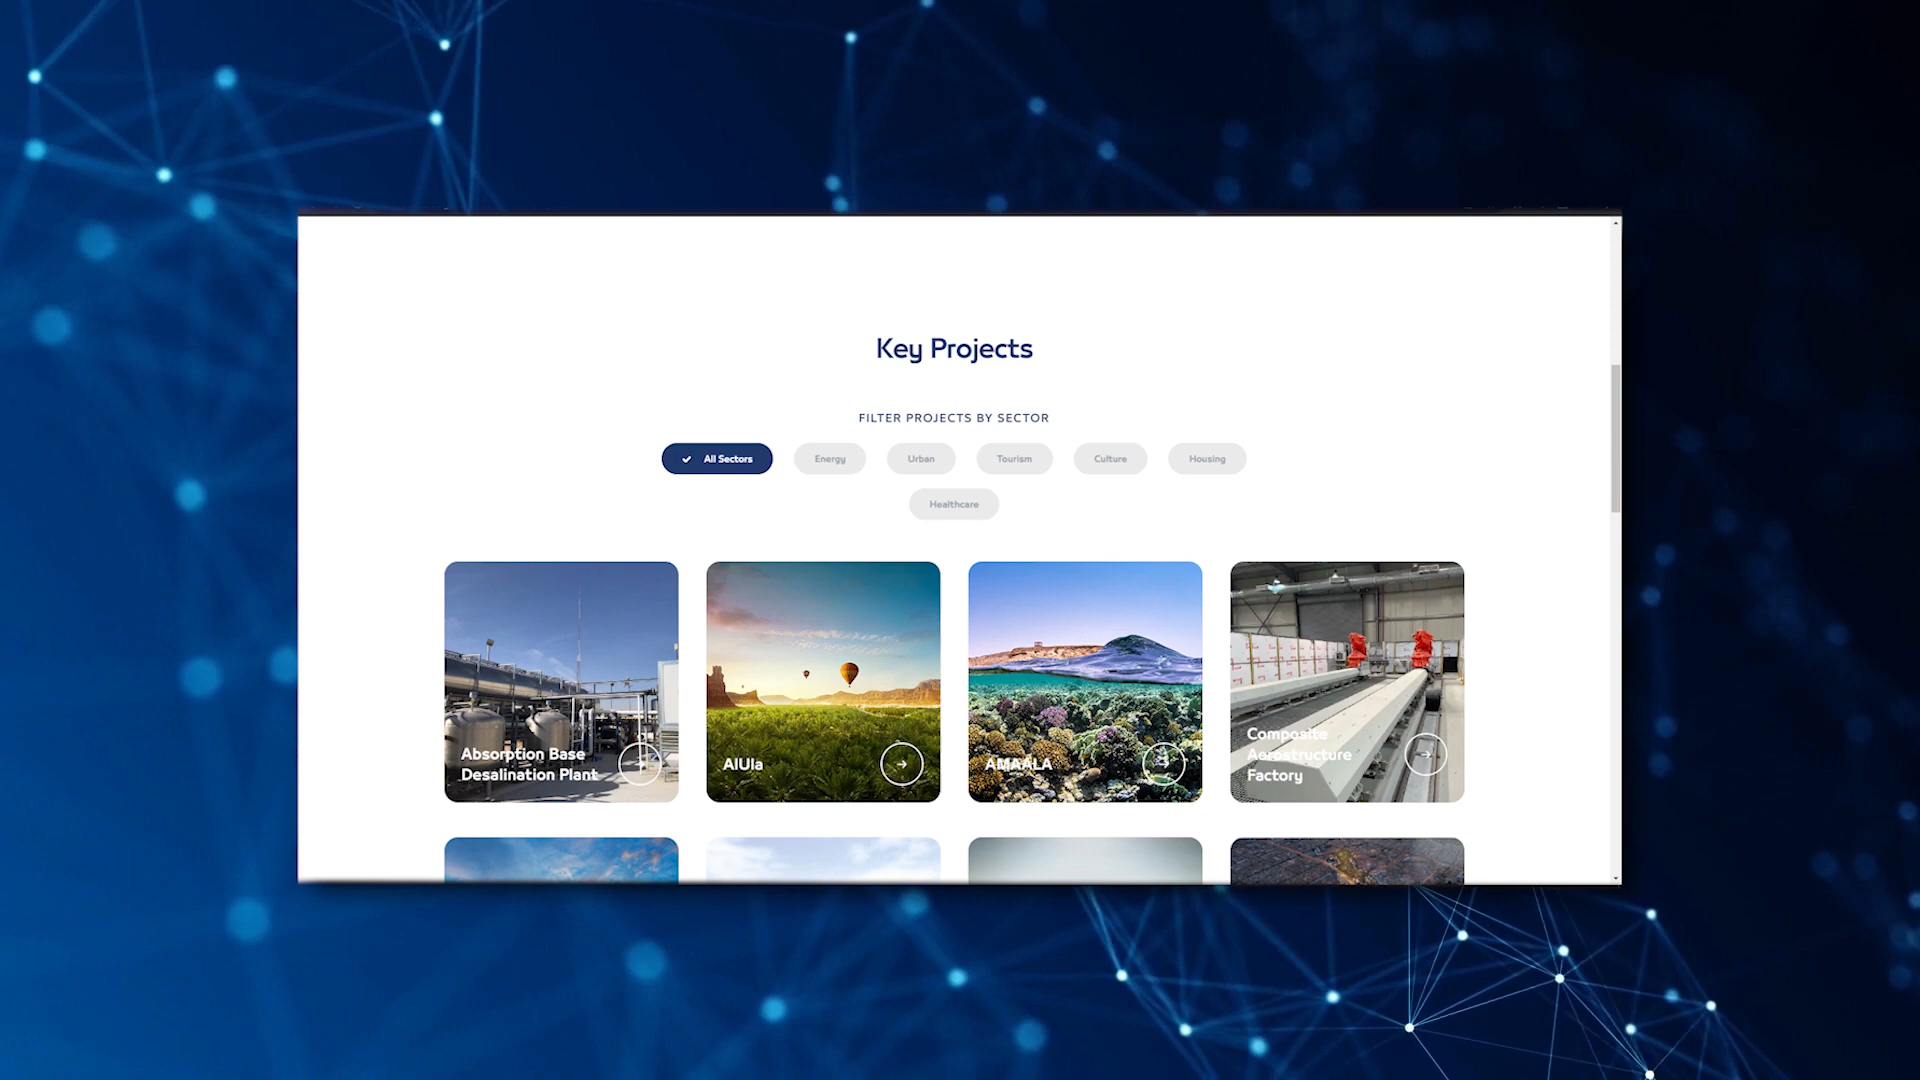 Key Projects
FILTER PROJECTS BY SECTOR
All Sectors
Energy
Urban
Tourism
Culture
Housing
Healthcare
Absorption Base
Desalination Plant
AlUla
AMAALA
Composite
Aerostructure
Factory